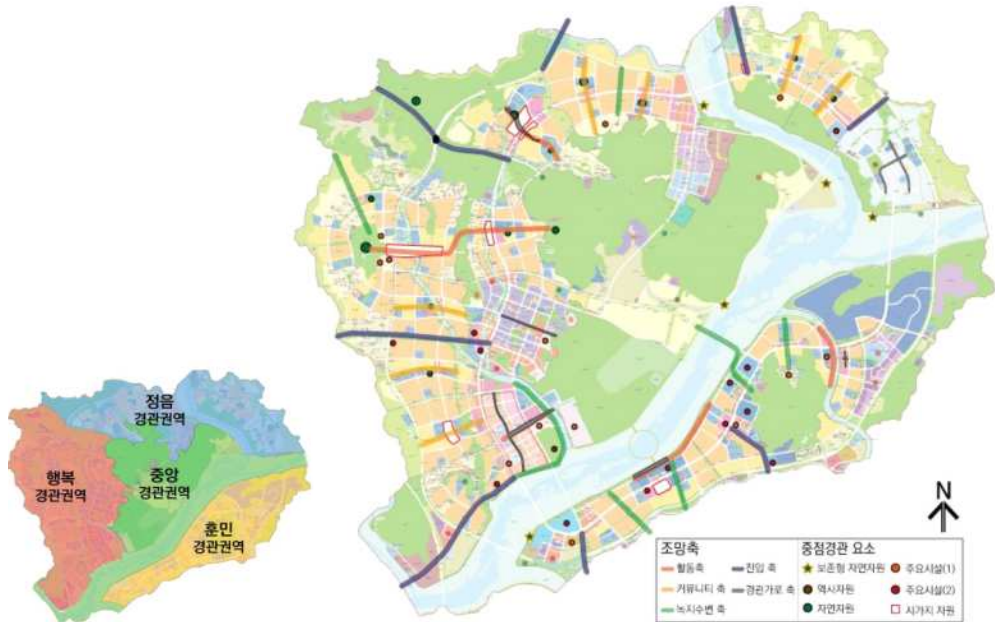 정음
경관권역
행복
경관권역
중앙
경관권역
훈민
경관권역
N
조망축
활동축
진입 축
커뮤니티 축
경관가로 축
녹지수변 축
중점경관 요소
보존형 자연자원
주요시설(1)
역사자원
주요시설(2)
자연자원
시가지 자원